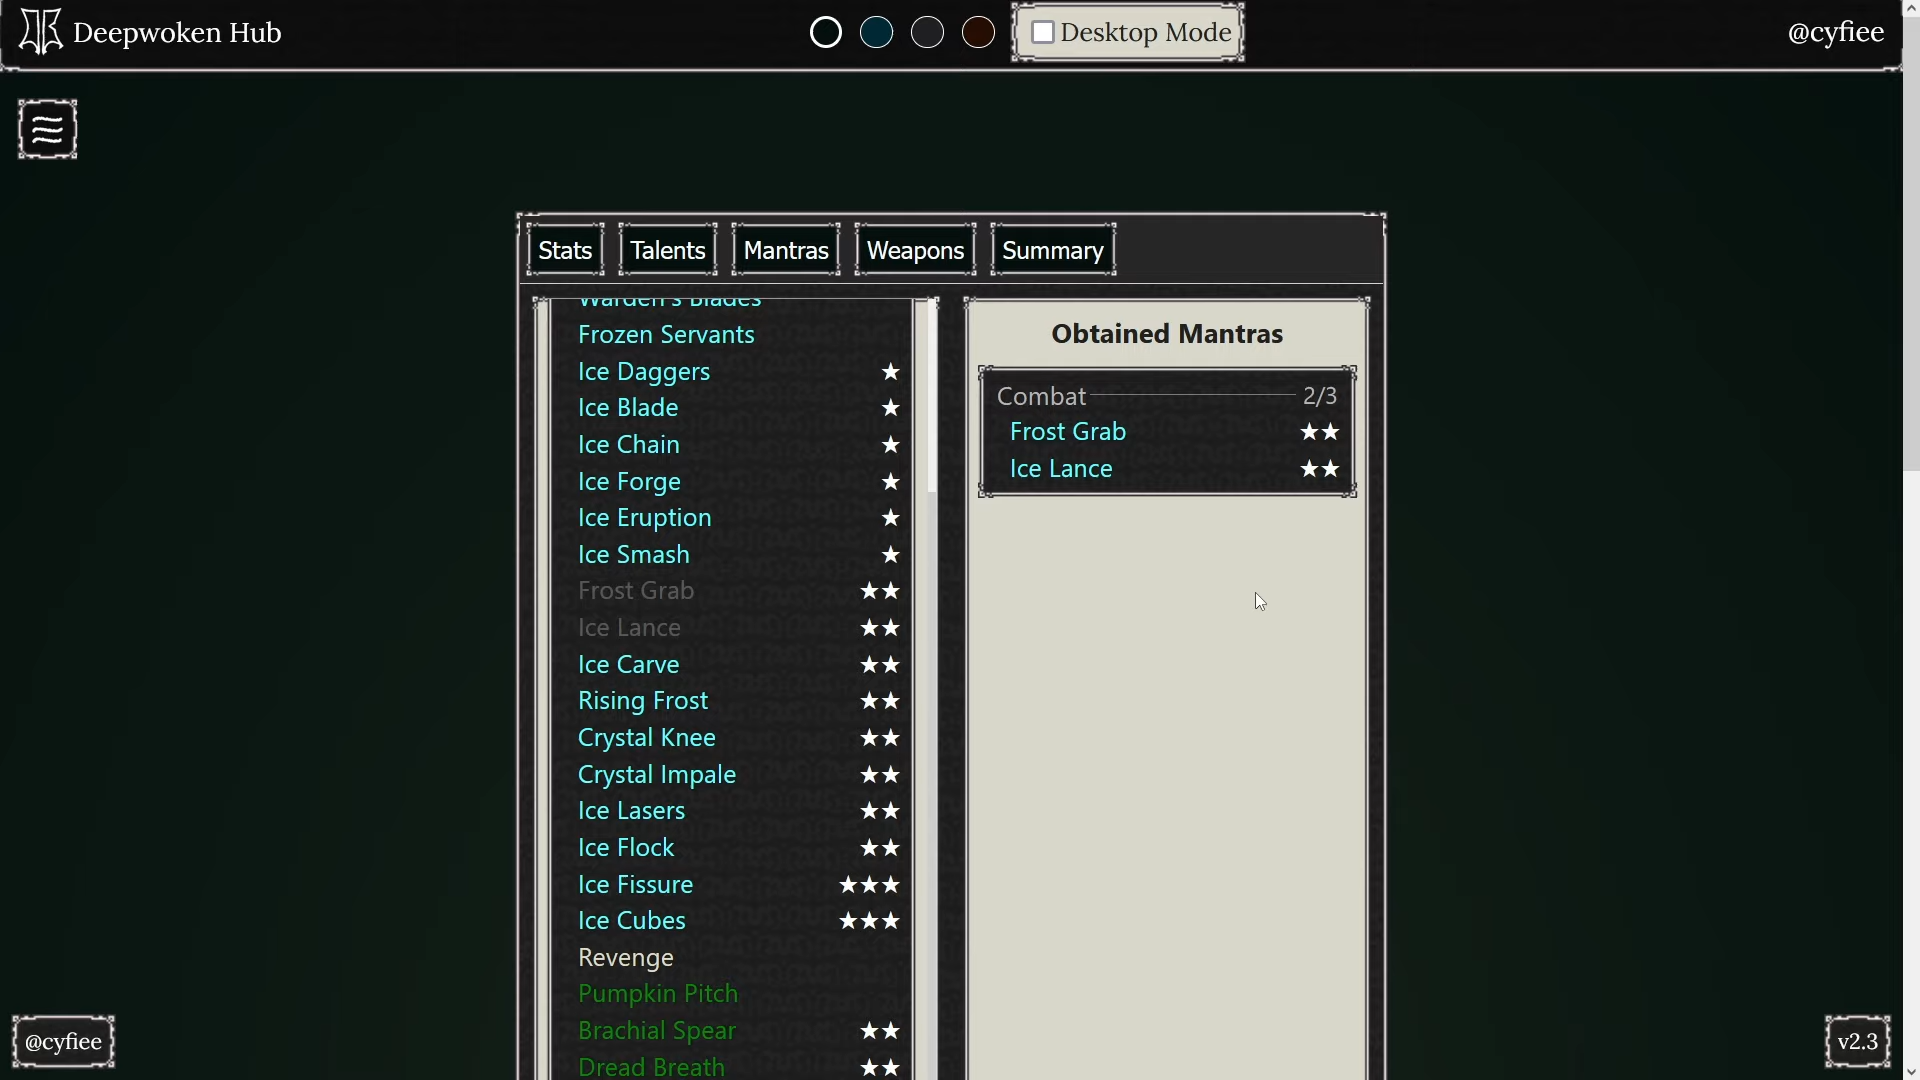 Deepwoken Hub
Desktop Mode
@cyfiee
Stats
Talents
Mantras
Weapons
Summary
Warden's Blades
Frozen Servants
Ice Daggers ★
Ice Blade ★
Ice Chain ★
Ice Forge ★
Ice Eruption ★
Ice Smash ★
Frost Grab ★★
Ice Lance ★★
Ice Carve ★★
Rising Frost ★★
Crystal Knee ★★
Crystal Impale ★★
Ice Lasers ★★
Ice Flock ★★
Ice Fissure ★★★
Ice Cubes ★★★
Revenge
Pumpkin Pitch
Brachial Spear ★★
Dread Breath ★★
Obtained Mantras
Combat 2/3
Frost Grab ★★
Ice Lance ★★
@cyfiee
v2.3